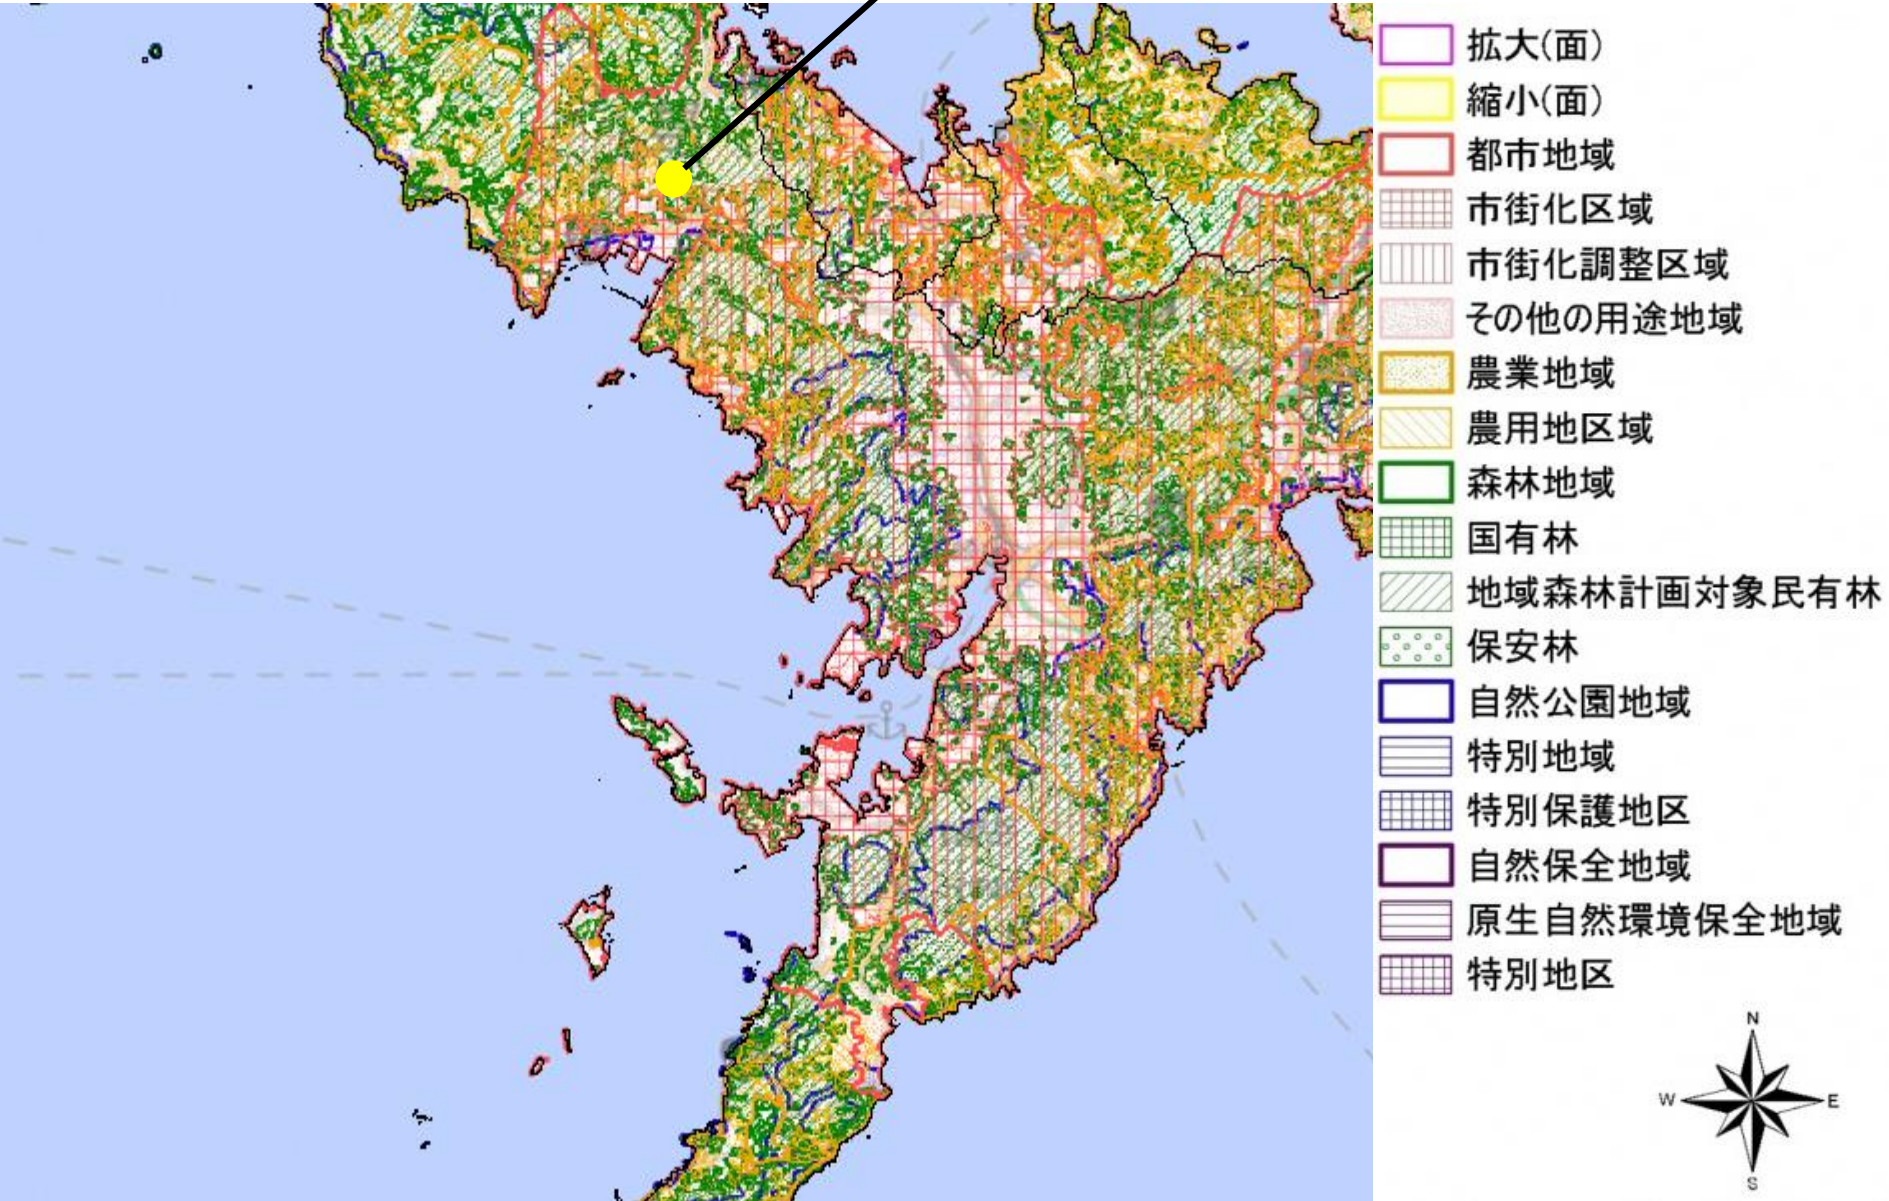 拡大(面)
縮小(面)
都市地域
市街化区域
市街化調整区域
その他の用途地域
農業地域
農用地区域
森林地域
国有林
地域森林計画対象民有林
保安林
自然公園地域
特別地域
特別保護地区
自然保全地域
原生自然環境保全地域
特別地区
N
W
E
S